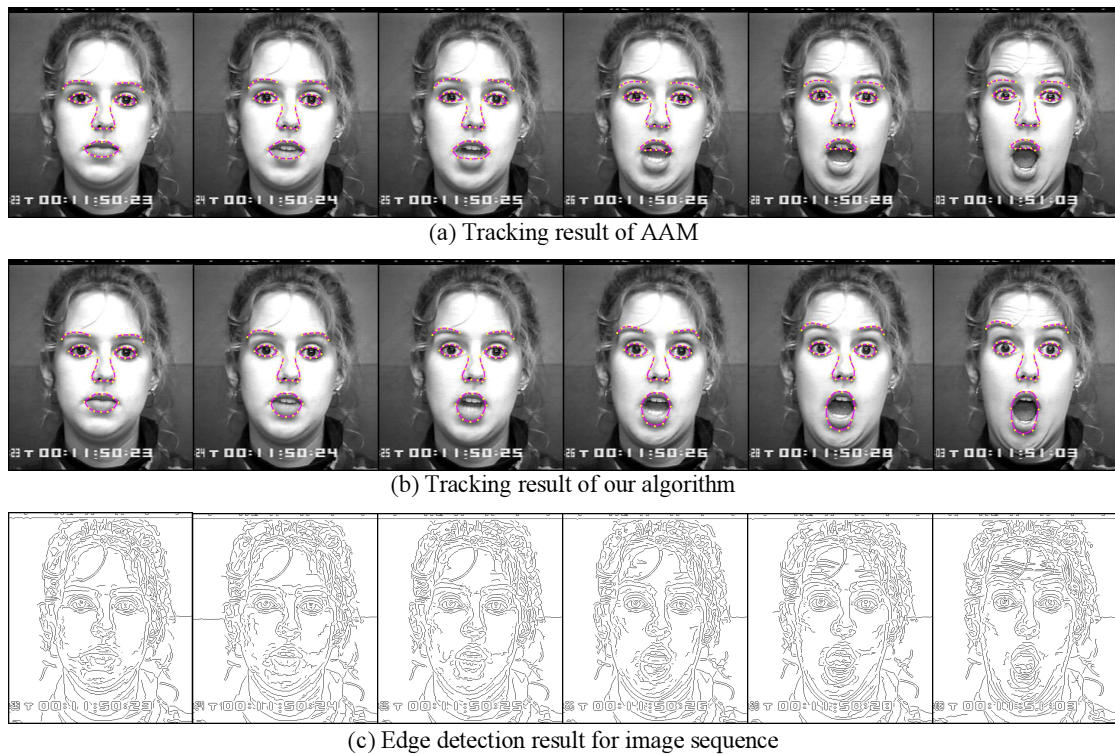 23 T 00:11:50-23
24 T 00:11:50-24
25 T 00:11:50-25
26 T 00:11:50-26
28 T 00:11:50-28
03 T 00:11:51-03
(a) Tracking result of AAM
23 T 00:11:50-23
24 T 00:11:50-24
25 T 00:11:50-25
26 T 00:11:50-26
28 T 00:11:50-28
03 T 00:11:51-03
(b) Tracking result of our algorithm
(c) Edge detection result for image sequence